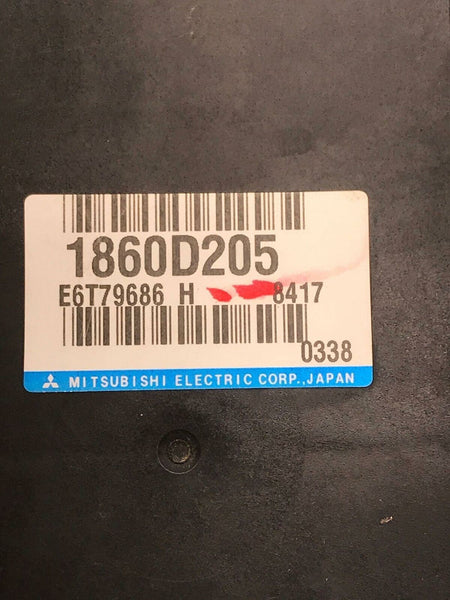 1860D205
E6T79686 H 8417
0338
MITSUBISHI ELECTRIC CORP.,JAPAN